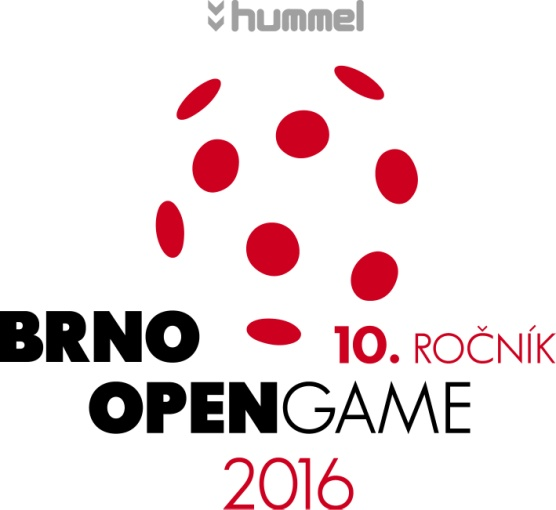 hummel
BRNO 10. ROČNÍK
OPENGAME
2016